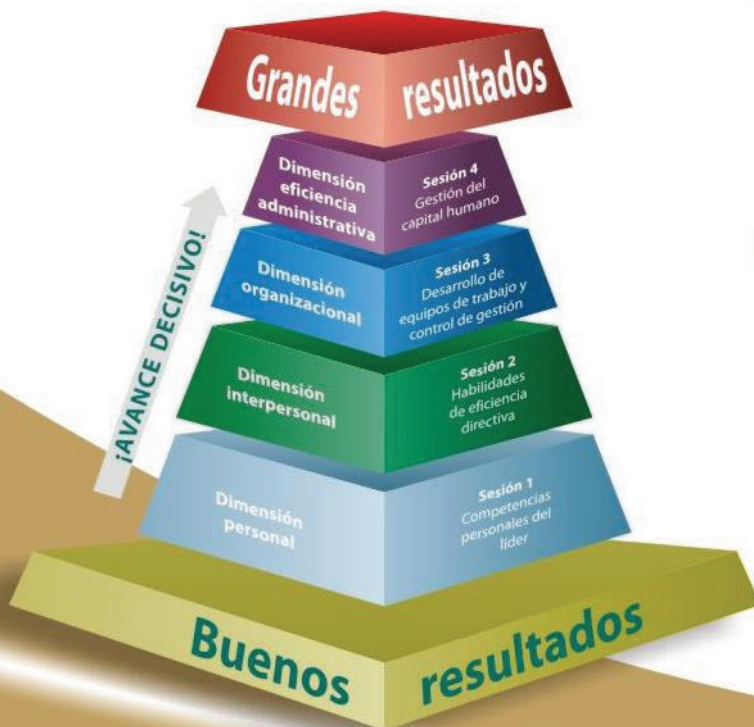 Grandes resultados
Dimensión
eficiencia
administrativa
Sesión 4
Gestión del
capital humano
Dimensión
organizacional
Sesión 3
Desarrollo de
equipos de trabajo y
control de gestión
Dimensión
interpersonal
Sesión 2
Habilidades
de eficiencia
directiva
Dimensión
personal
Sesión 1
Competencias
personales del
líder
¡AVANCE DECISIVO!
Buenos resultados